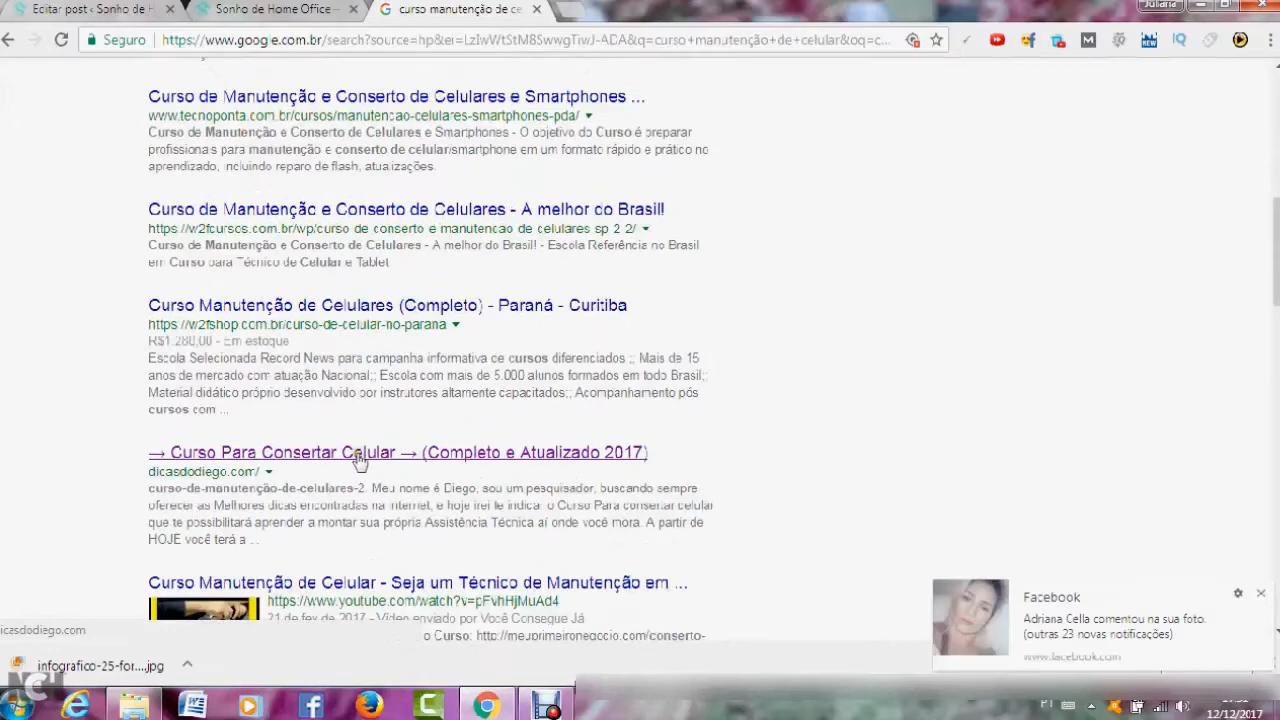 Editar post ‹ Sonho de H
Sonho de Home Office –
curso manutenção de ce
Juliana
Seguro
https://www.google.com.br/search?source=hp&ei=LzIwWtStM8SwwgTiwJ-ADA&q=curso+manutenção+de+celular&oq=c...
Curso de Manutenção e Conserto de Celulares e Smartphones ...
www.tecnoponta.com.br/cursos/manutencao-celulares-smartphones-pda/
Curso de Manutenção e Conserto de Celulares e Smartphones - O objetivo do Curso é preparar
profissionais para manutenção e conserto de celular/smartphone em um formato rápido e prático no
aprendizado, incluindo reparo de flash, atualizações.
Curso de Manutenção e Conserto de Celulares - A melhor do Brasil!
https://w2fcursos.com.br/wp/curso de conserto e manutencao de celulares sp 2 2/
Curso de Manutenção e Conserto de Celulares - A melhor do Brasil! - Escola Referência no Brasil
em Curso para Técnico de Celular e Tablet
Curso Manutenção de Celulares (Completo) - Paraná - Curitiba
https://w2fshop.com.br/curso-de-celular-no-parana
R$1.280,00 - Em estoque
Escola Selecionada Record News para campanha informativa de cursos diferenciados ;; Mais de 15
anos de mercado com atuação Nacional;; Escola com mais de 5.000 alunos formados em todo Brasil;;
Material didático próprio desenvolvido por instrutores altamente capacitados;; Acompanhamento pós
cursos com ...
→ Curso Para Consertar Celular → (Completo e Atualizado 2017)
dicasdodiego.com/
curso-de-manutenção-de-celulares-2. Meu nome é Diego, sou um pesquisador, buscando sempre
oferecer as Melhores dicas encontradas na Internet, e hoje irei le indicar o Curso Para consertar celular
que te possibilitará aprender a montar sua própria Assistência Técnica aí onde você mora. A partir de
HOJE você terá a ...
Curso Manutenção de Celular - Seja um Técnico de Manutenção em ...
https://www.youtube.com/watch?v=pFvhHjMuAd4
21 de fev de 2017 - Vídeo enviado por Você Consegue Já
o Curso: http://meuprimeironegocio.com/conserto-
Facebook
Adriana Cella comentou na sua foto.
(outras 23 novas notificações)
www.facebook.com
icasdodiego.com
infografico-25-for....jpg
PT
12/12/2017